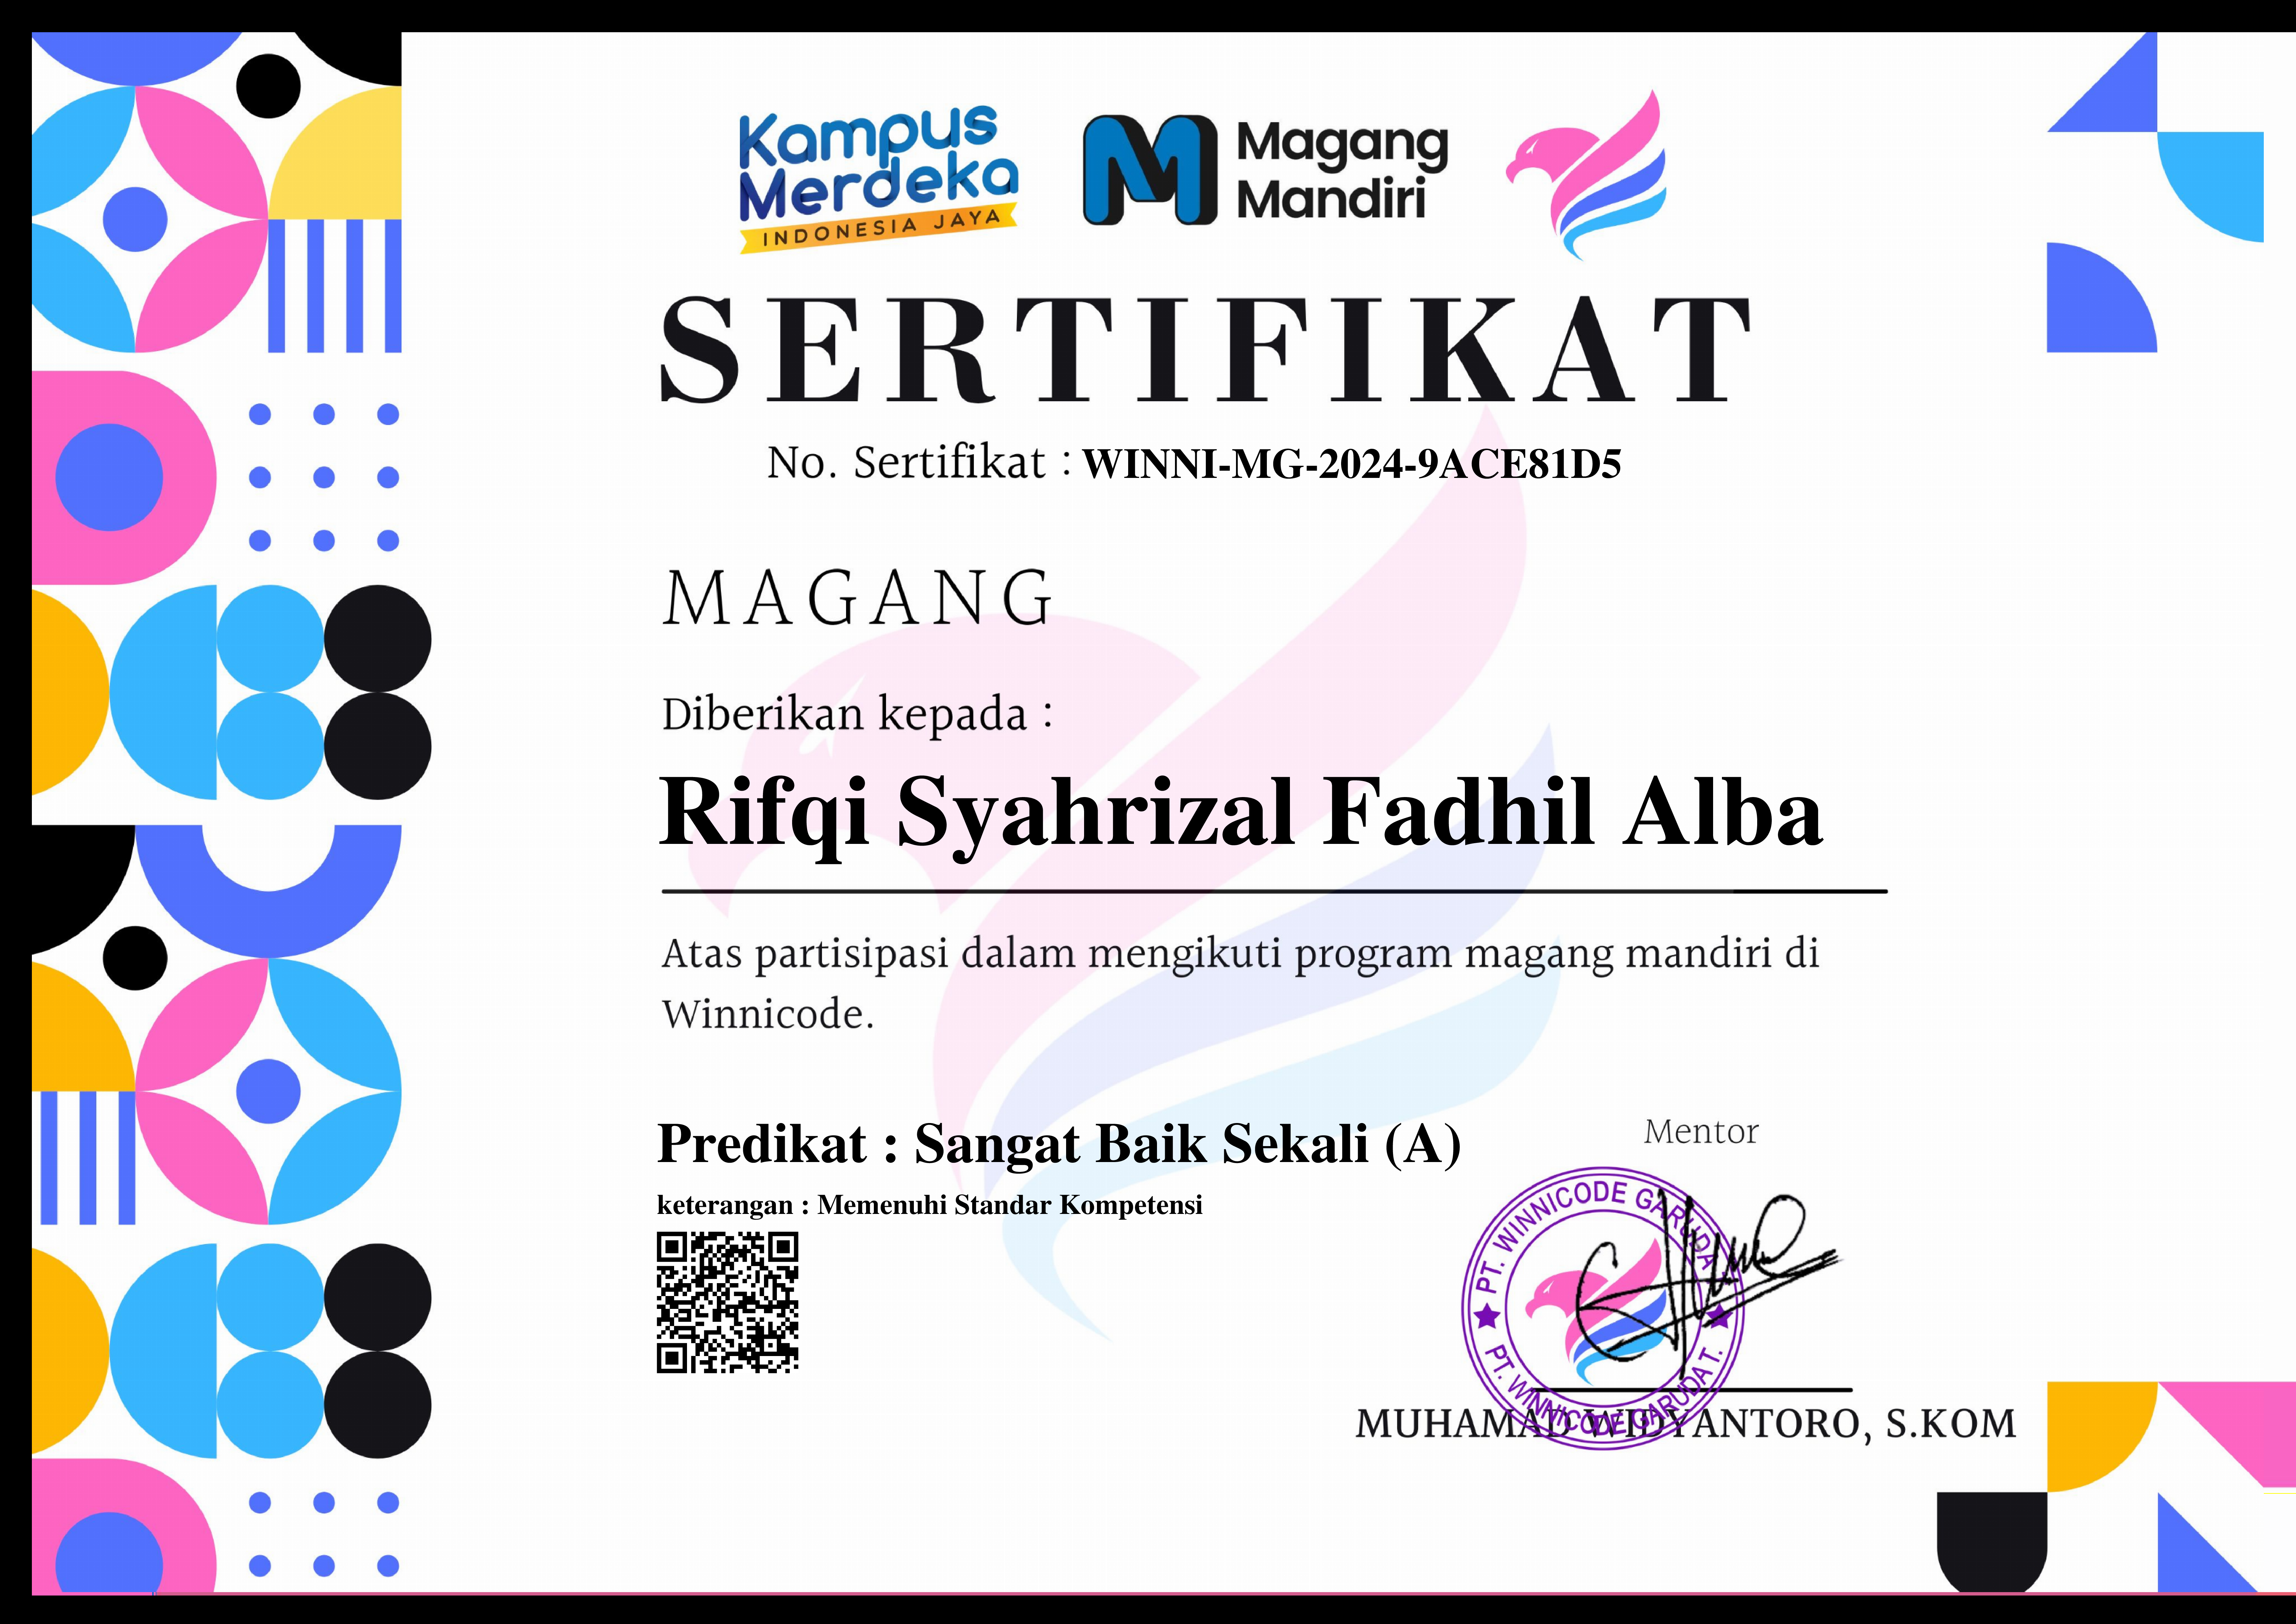 Kampus
Merdeka
INDONESIA JAYA
Magang
Mandiri
SERTIFIKAT
No. Sertifikat : WINNI-MG-2024-9ACE81D5
MAGANG
Diberikan kepada :
Rifqi Syahrizal Fadhil Alba
Atas partisipasi dalam mengikuti program magang mandiri di
Winnicode.
Predikat : Sangat Baik Sekali (A)
keterangan : Memenuhi Standar Kompetensi
Mentor
PT. WINNICODE GARUDA
PT. WINNICODE GARUDA T.
MUHAMAD WIDYANTORO, S.KOM